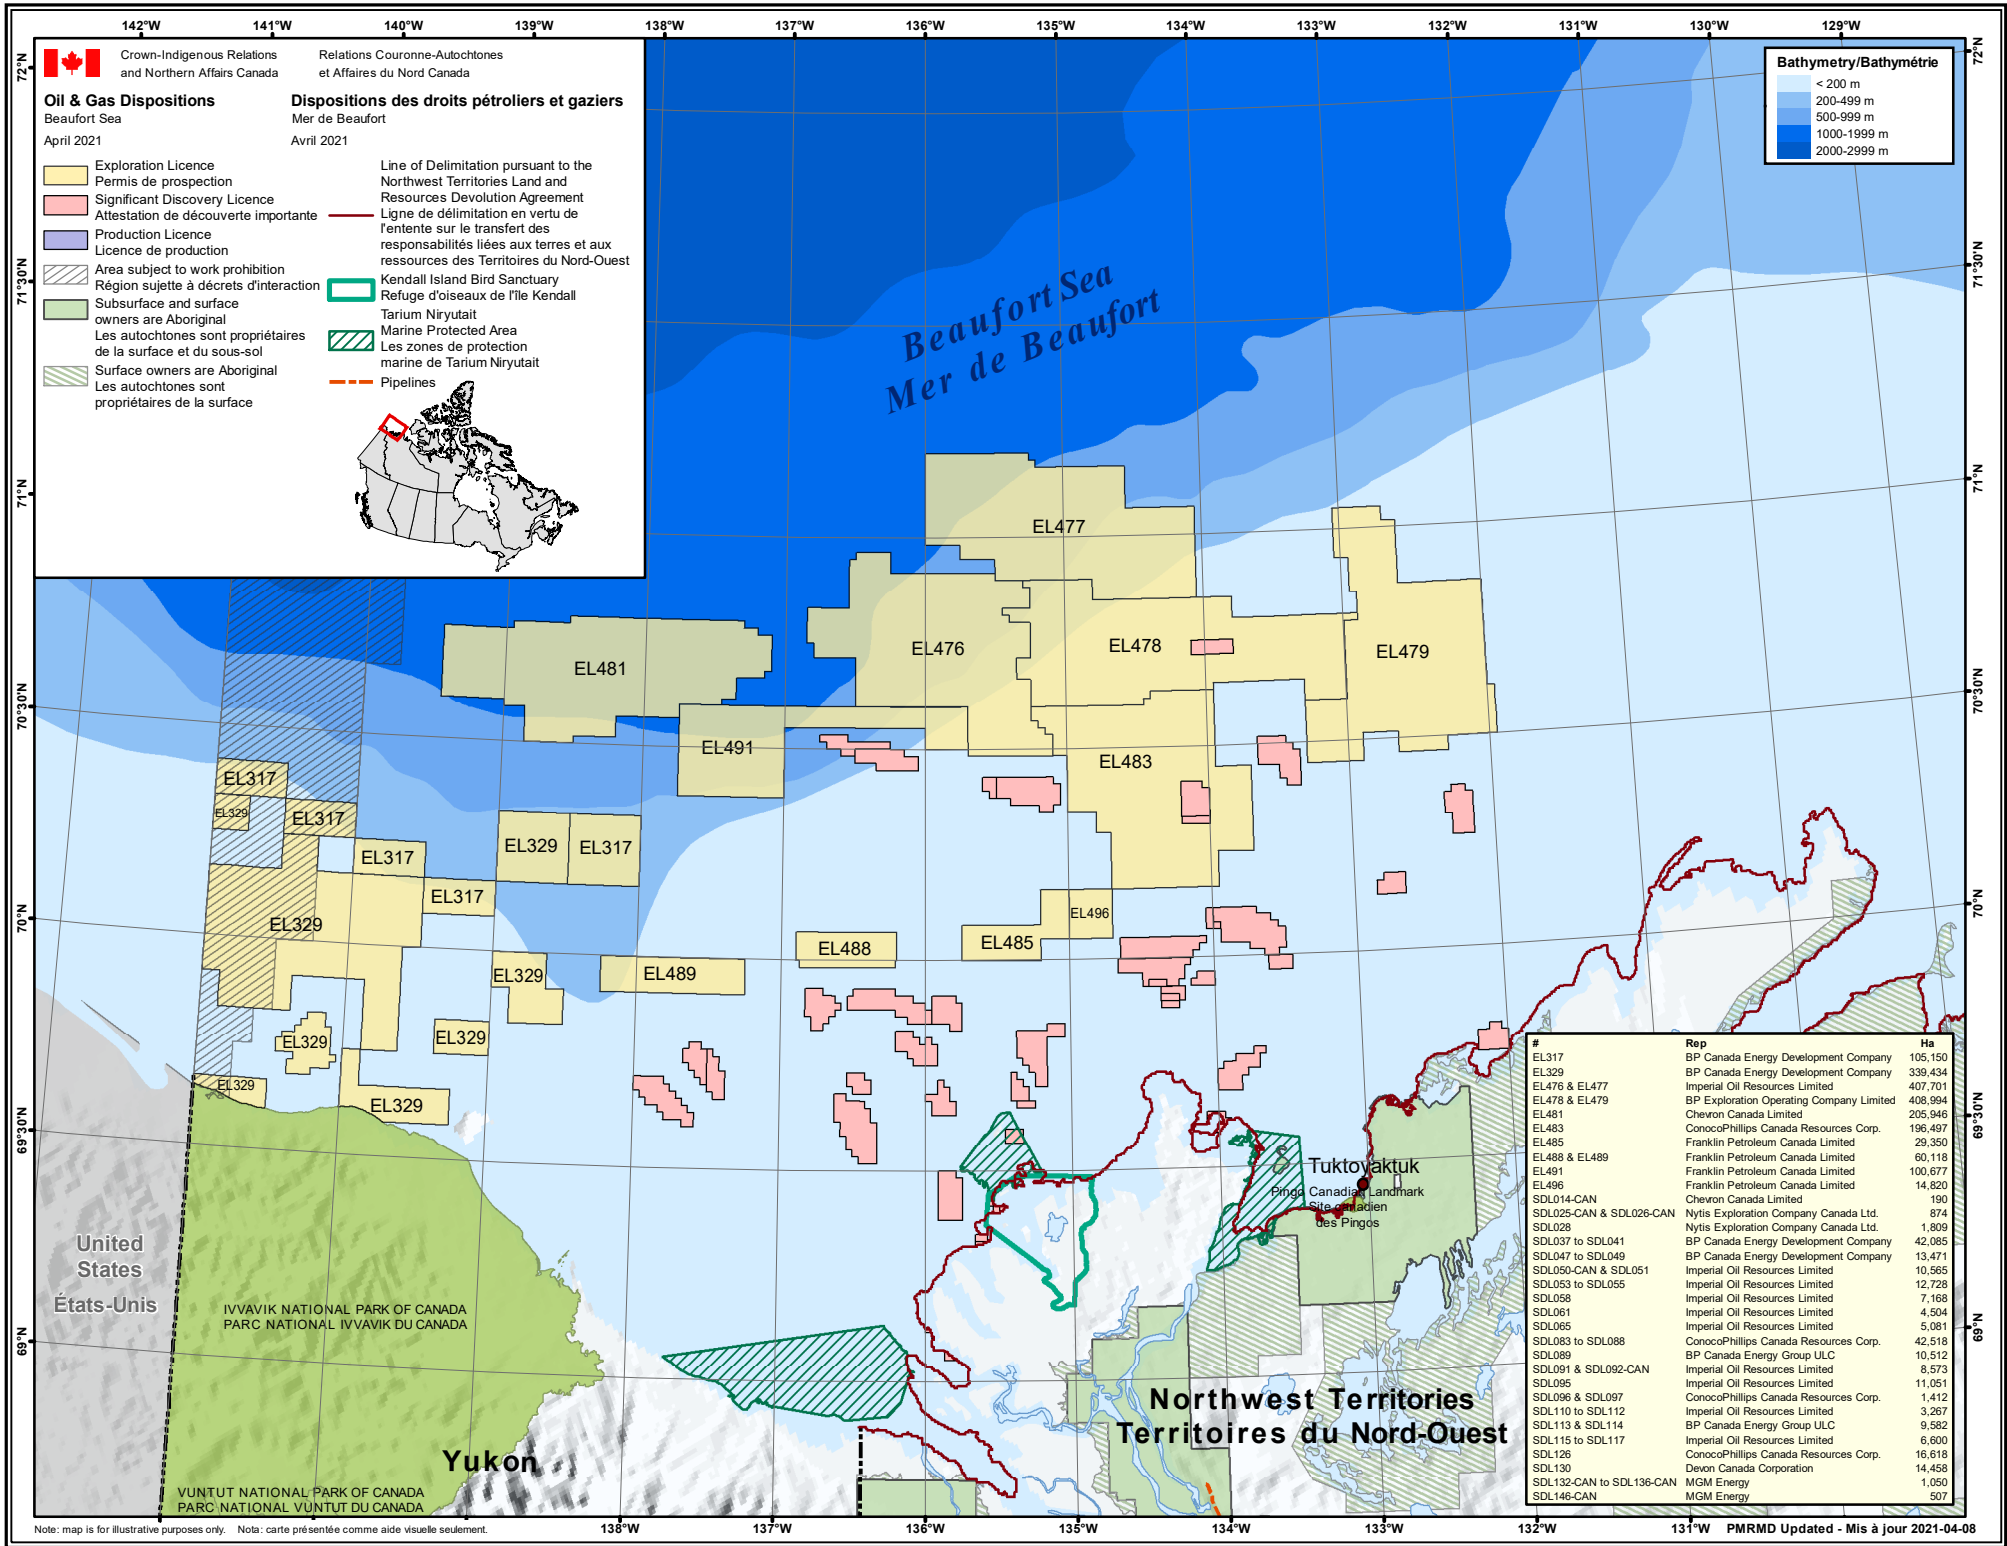 142°W 141°W 140°W 139°W 138°W 137°W 136°W 135°W 134°W 133°W 132°W 131°W 130°W 129°W
Crown-Indigenous Relations
and Northern Affairs Canada
Relations Couronne-Autochtones
et Affaires du Nord Canada
Oil & Gas Dispositions
Beaufort Sea
April 2021
Dispositions des droits pétroliers et gaziers
Mer de Beaufort
Avril 2021
Exploration Licence
Permis de prospection
Significant Discovery Licence
Attestation de découverte importante
Production Licence
Licence de production
Area subject to work prohibition
Région sujette à décrets d'interaction
Subsurface and surface
owners are Aboriginal
Les autochtones sont propriétaires
de la surface et du sous-sol
Surface owners are Aboriginal
Les autochtones sont
propriétaires de la surface
Line of Delimitation pursuant to the
Northwest Territories Land and
Resources Devolution Agreement
Ligne de délimitation en vertu de
l'entente sur le transfert des
responsabilités liées aux terres et aux
ressources des Territoires du Nord-Ouest
Kendall Island Bird Sanctuary
Refuge d'oiseaux de l'île Kendall
Tarium Niryutait
Marine Protected Area
Les zones de protection
marine de Tarium Niryutait
Pipelines
Bathymetry/Bathymétrie
< 200 m
200-499 m
500-999 m
1000-1999 m
2000-2999 m
72°N
71°30'N
71°N
70°30'N
70°N
69°30'N
69°N
72°N
71°30'N
71°N
70°30'N
70°N
69°30'N
69°N
Beaufort Sea
Mer de Beaufort
EL477
EL476
EL478
EL479
EL481
EL491
EL483
EL317
EL329
EL317
EL317
EL329
EL317
EL317
EL329
EL496
EL485
EL488
EL489
EL329
EL329
EL329
EL329
EL329
Tuktoyaktuk
Pingo Canadian Landmark
Site canadien
des Pingos
United
States
États-Unis
IVVAVIK NATIONAL PARK OF CANADA
PARC NATIONAL IVVAVIK DU CANADA
VUNTUT NATIONAL PARK OF CANADA
PARC NATIONAL VUNTUT DU CANADA
Yukon
Northwest Territories
Territoires du Nord-Ouest
# Rep Ha
EL317 BP Canada Energy Development Company 105,150
EL329 BP Canada Energy Development Company 339,434
EL476 & EL477 Imperial Oil Resources Limited 407,701
EL478 & EL479 BP Exploration Operating Company Limited 408,994
EL481 Chevron Canada Limited 205,946
EL483 ConocoPhillips Canada Resources Corp. 196,497
EL485 Franklin Petroleum Canada Limited 29,350
EL488 & EL489 Franklin Petroleum Canada Limited 60,118
EL491 Franklin Petroleum Canada Limited 100,677
EL496 Franklin Petroleum Canada Limited 14,820
SDL014-CAN Chevron Canada Limited 190
SDL025-CAN & SDL026-CAN Nytis Exploration Company Canada Ltd. 874
SDL028 Nytis Exploration Company Canada Ltd. 1,809
SDL037 to SDL041 BP Canada Energy Development Company 42,085
SDL047 to SDL049 BP Canada Energy Development Company 13,471
SDL050-CAN & SDL051 Imperial Oil Resources Limited 10,565
SDL053 to SDL055 Imperial Oil Resources Limited 12,728
SDL058 Imperial Oil Resources Limited 7,168
SDL061 Imperial Oil Resources Limited 4,504
SDL065 Imperial Oil Resources Limited 5,081
SDL083 to SDL088 ConocoPhillips Canada Resources Corp. 42,518
SDL089 BP Canada Energy Group ULC 10,512
SDL091 & SDL092-CAN Imperial Oil Resources Limited 8,573
SDL095 Imperial Oil Resources Limited 11,051
SDL096 & SDL097 ConocoPhillips Canada Resources Corp. 1,412
SDL110 to SDL112 Imperial Oil Resources Limited 3,267
SDL113 & SDL114 BP Canada Energy Group ULC 9,582
SDL115 to SDL117 Imperial Oil Resources Limited 6,600
SDL126 ConocoPhillips Canada Resources Corp. 16,618
SDL130 Devon Canada Corporation 14,458
SDL132-CAN to SDL136-CAN MGM Energy 1,050
SDL146-CAN MGM Energy 507
Note: map is for illustrative purposes only. Nota: carte présentée comme aide visuelle seulement.
138°W 137°W 136°W 135°W 134°W 133°W 132°W 131°W
PMRMD Updated - Mis à jour 2021-04-08